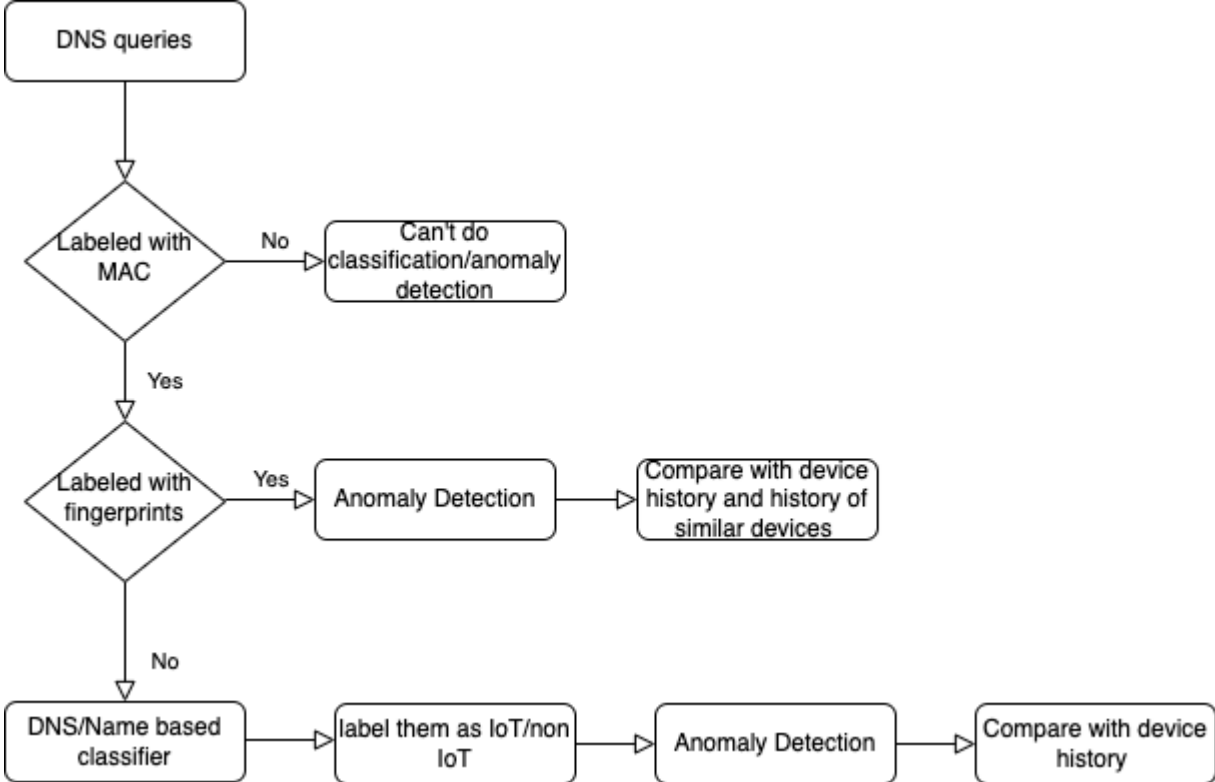 DNS queries
Labeled with
MAC
No
Can't do
classification/anomaly
detection
Yes
Labeled with
fingerprints
Yes
Anomaly Detection
Compare with device
history and history of
similar devices
No
DNS/Name based
classifier
label them as IoT/non
IoT
Anomaly Detection
Compare with device
history